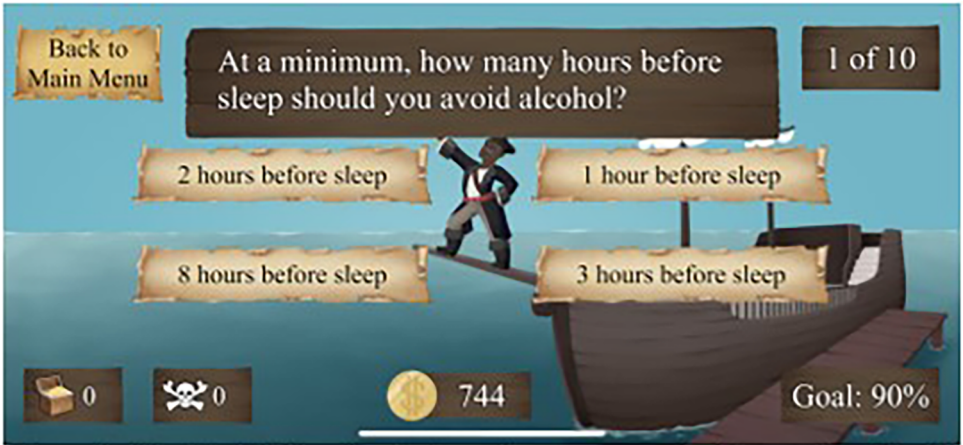 Back to
Main Menu
At a minimum, how many hours before
sleep should you avoid alcohol?
1 of 10
2 hours before sleep
1 hour before sleep
8 hours before sleep
3 hours before sleep
0
0
$
744
Goal: 90%